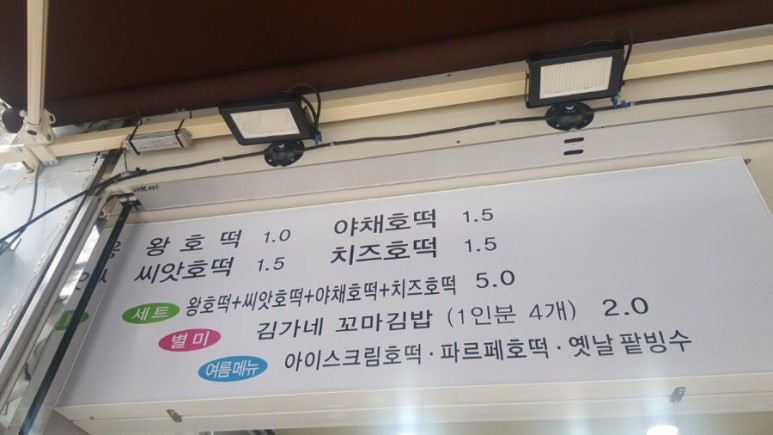 왕 호 떡 1.0 야채호떡 1.5
씨앗호떡 1.5 치즈호떡 1.5
세트 왕호떡+씨앗호떡+야채호떡+치즈호떡 5.0
별미 김가네 꼬마김밥 (1인분 4개) 2.0
여름메뉴 아이스크림호떡·파르페호떡·옛날 팥빙수